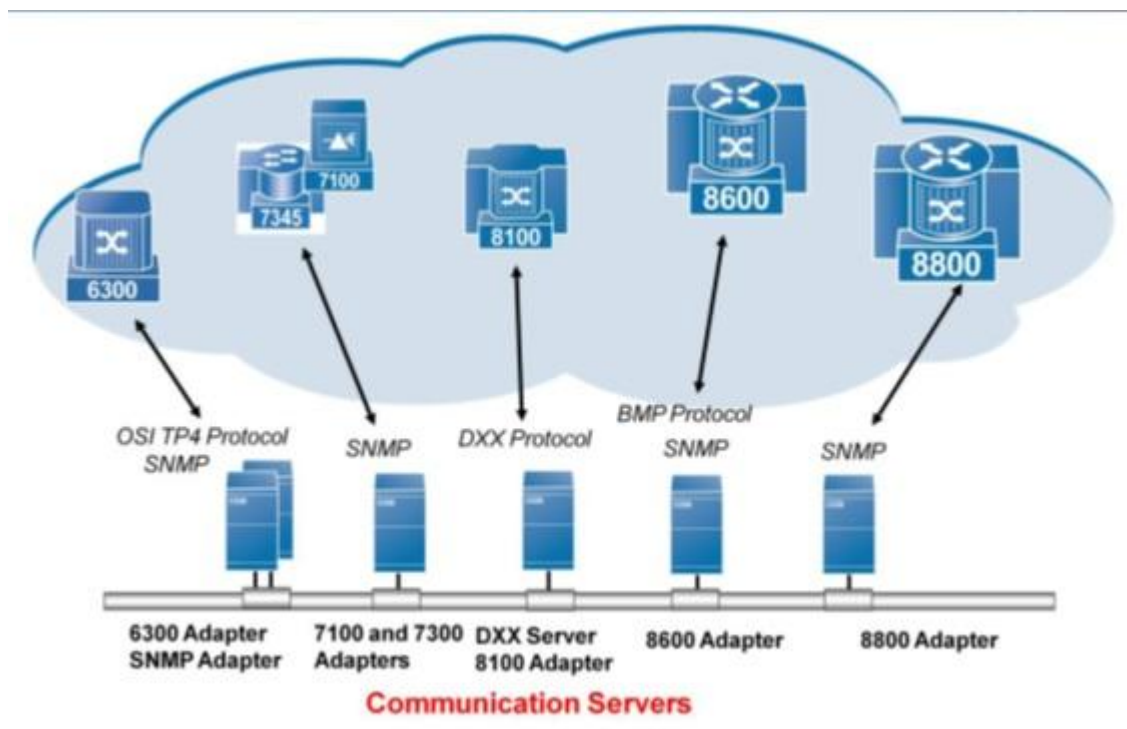 7100
7345
6300
8100
8600
8800
OSI TP4 Protocol
SNMP
SNMP
DXX Protocol
BMP Protocol
SNMP
SNMP
6300 Adapter
SNMP Adapter
7100 and 7300
Adapters
DXX Server
8100 Adapter
8600 Adapter
8800 Adapter
Communication Servers